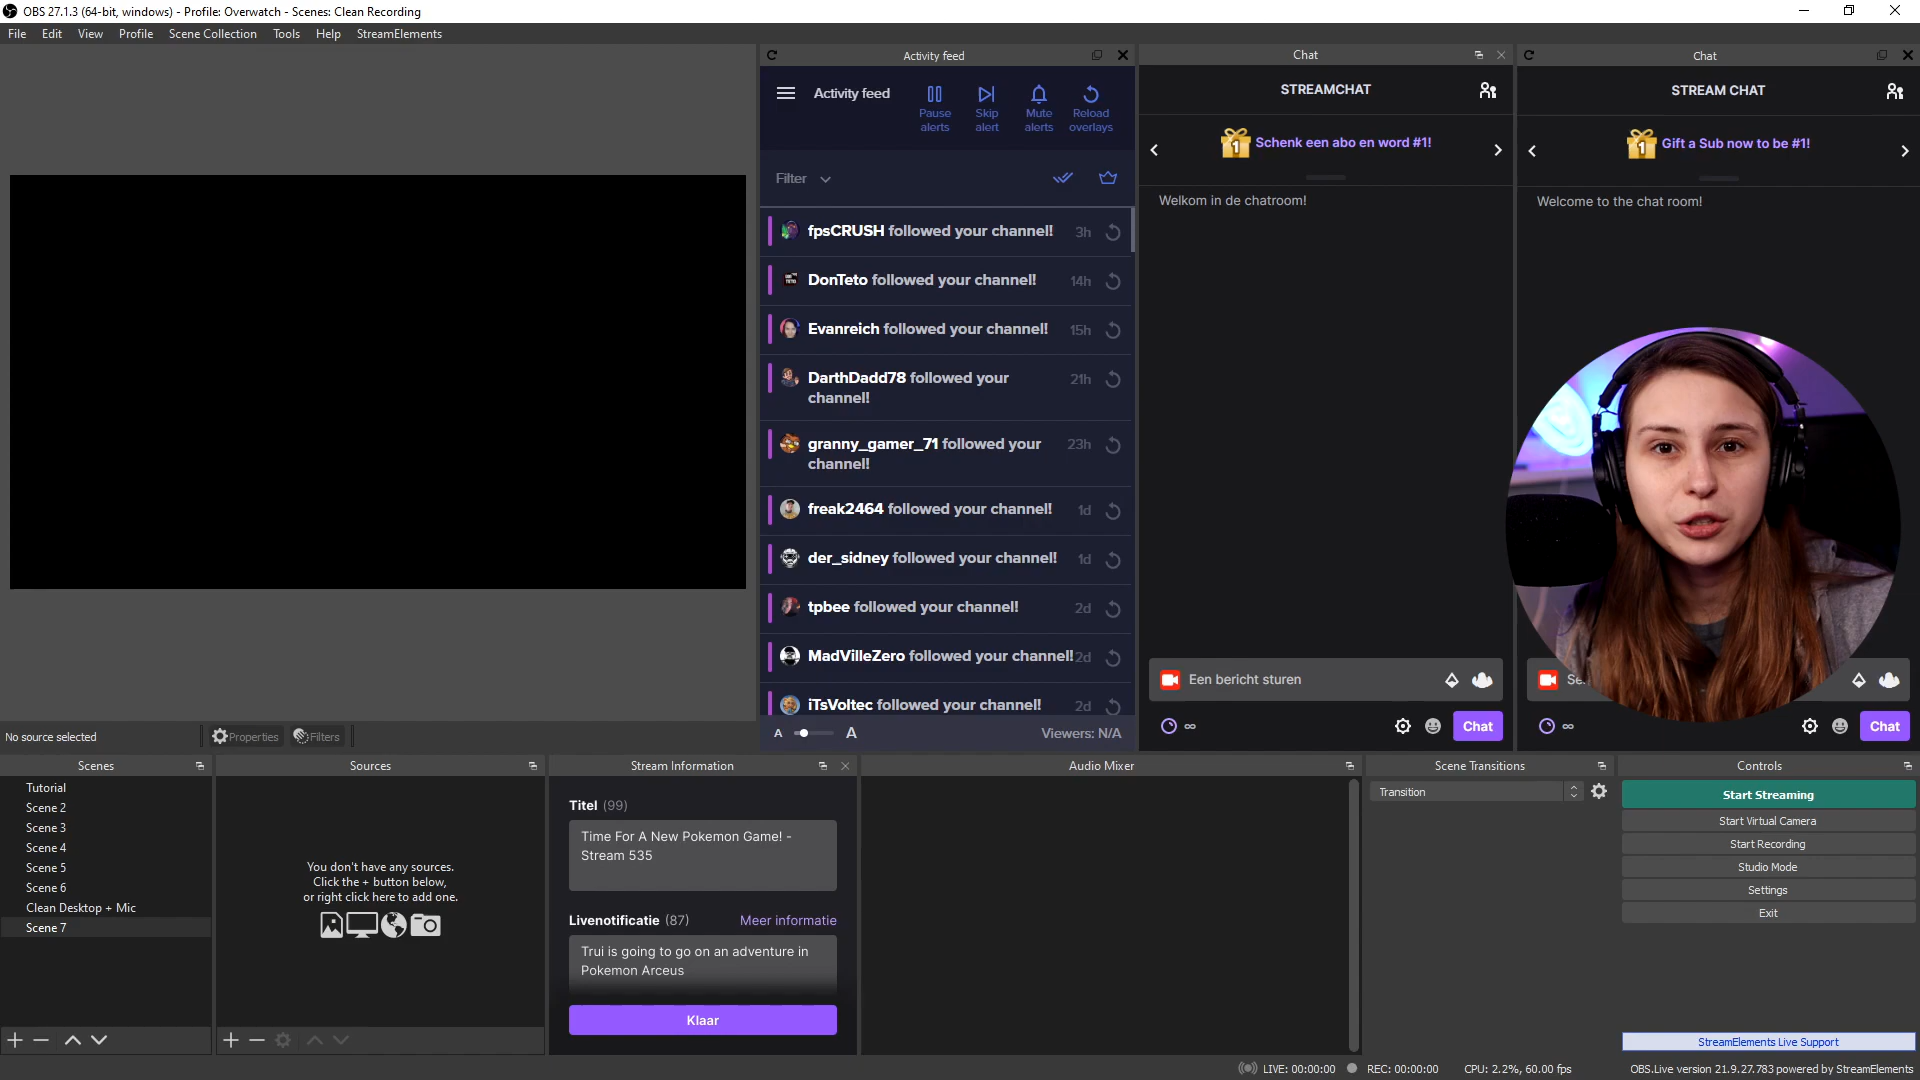 OBS 27.1.3 (64-bit, windows) - Profile: Overwatch - Scenes: Clean Recording
File Edit View Profile Scene Collection Tools Help StreamElements
Activity feed
Activity feed
Pause alerts
Skip alert
Mute alerts
Reload overlays
Filter
fpsCRUSH followed your channel! 3h
DonTeto followed your channel! 14h
Evanreich followed your channel! 15h
DarthDadd78 followed your 21h
channel!
granny_gamer_71 followed your 23h
channel!
freak2464 followed your channel! 1d
der_sidney followed your channel! 1d
tpbee followed your channel! 2d
MadVilleZero followed your channel! 2d
iTsVoltec followed your channel! 2d
A A Viewers: N/A
Chat
STREAMCHAT
1 Schenk een abo en word #1!
Welkom in de chatroom!
Een bericht sturen
∞ Chat
Chat
STREAM CHAT
1 Gift a Sub now to be #1!
Welcome to the chat room!
∞ Chat
No source selected Properties Filters
Scenes
Tutorial
Scene 2
Scene 3
Scene 4
Scene 5
Scene 6
Clean Desktop + Mic
Scene 7
Sources
You don't have any sources.
Click the + button below,
or right click here to add one.
Stream Information
Titel (99)
Time For A New Pokemon Game! -
Stream 535
Livenotificatie (87) Meer informatie
Trui is going to go on an adventure in
Pokemon Arceus
Klaar
Audio Mixer
Scene Transitions
Transition
Controls
Start Streaming
Start Virtual Camera
Start Recording
Studio Mode
Settings
Exit
StreamElements Live Support
LIVE: 00:00:00 REC: 00:00:00 CPU: 2.2%, 60.00 fps OBS.Live version 21.9.27.783 powered by StreamElements